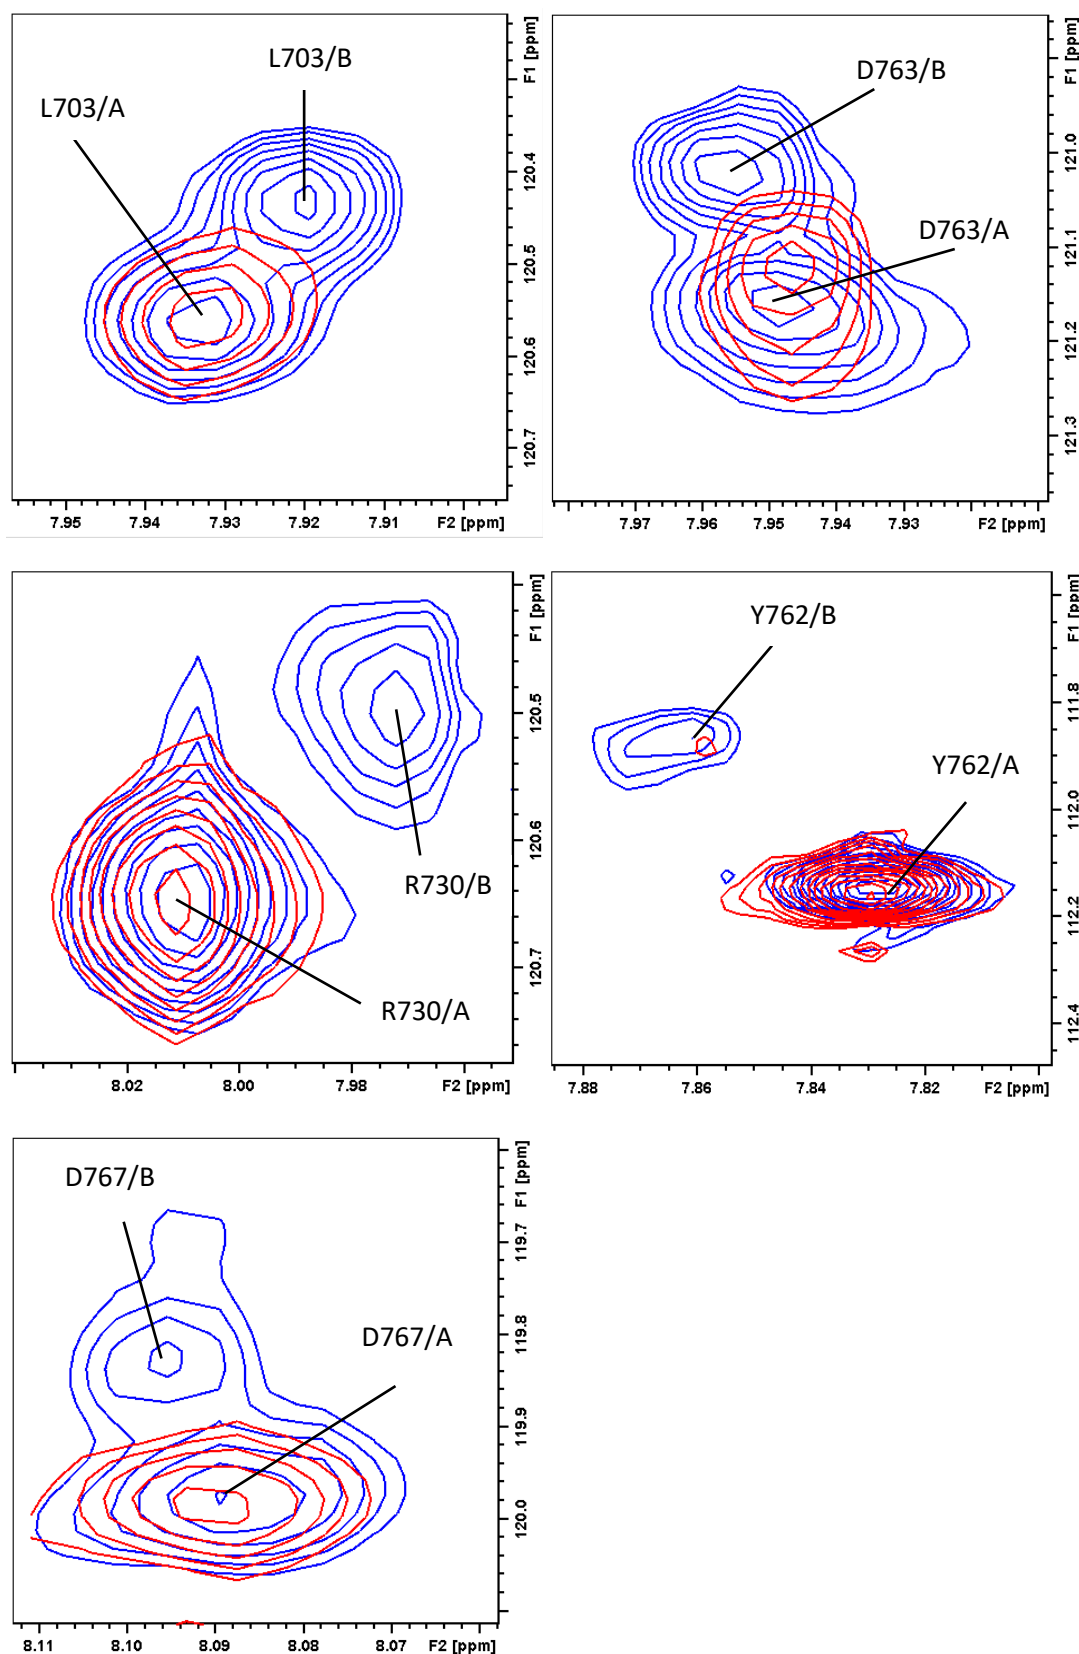 L703/B
L703/A
F1 [ppm]
120.4
120.5
120.6
120.7
7.95 7.94 7.93 7.92 7.91 F2 [ppm]
D763/B
D763/A
F1 [ppm]
121.0
121.1
121.2
121.3
7.97 7.96 7.95 7.94 7.93 F2 [ppm]
R730/B
R730/A
F1 [ppm]
120.5
120.6
120.7
8.02 8.00 7.98 F2 [ppm]
Y762/B
Y762/A
F1 [ppm]
111.8
112.0
112.2
112.4
7.88 7.86 7.84 7.82 F2 [ppm]
D767/B
D767/A
F1 [ppm]
119.7
119.8
119.9
120.0
8.11 8.10 8.09 8.08 8.07 F2 [ppm]